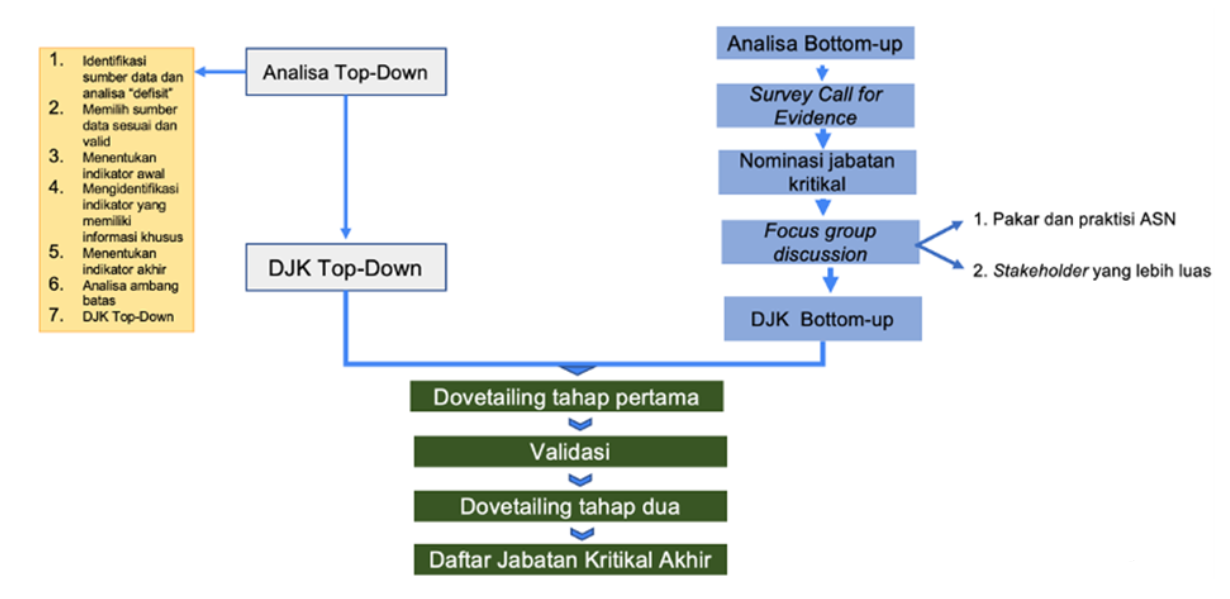 1. Identifikasi
sumber data dan
analisa "defisit"
2. Memilih sumber
data sesuai dan
valid
3. Menentukan
indikator awal
4. Mengidentifikasi
indikator yang
memiliki
informasi khusus
5. Menentukan
indikator akhir
6. Analisa ambang
batas
7. DJK Top-Down
Analisa Top-Down
DJK Top-Down
Analisa Bottom-up
Survey Call for
Evidence
Nominasi jabatan
kritikal
Focus group
discussion
1. Pakar dan praktisi ASN
2. Stakeholder yang lebih luas
DJK Bottom-up
Dovetailing tahap pertama
Validasi
Dovetailing tahap dua
Daftar Jabatan Kritikal Akhir